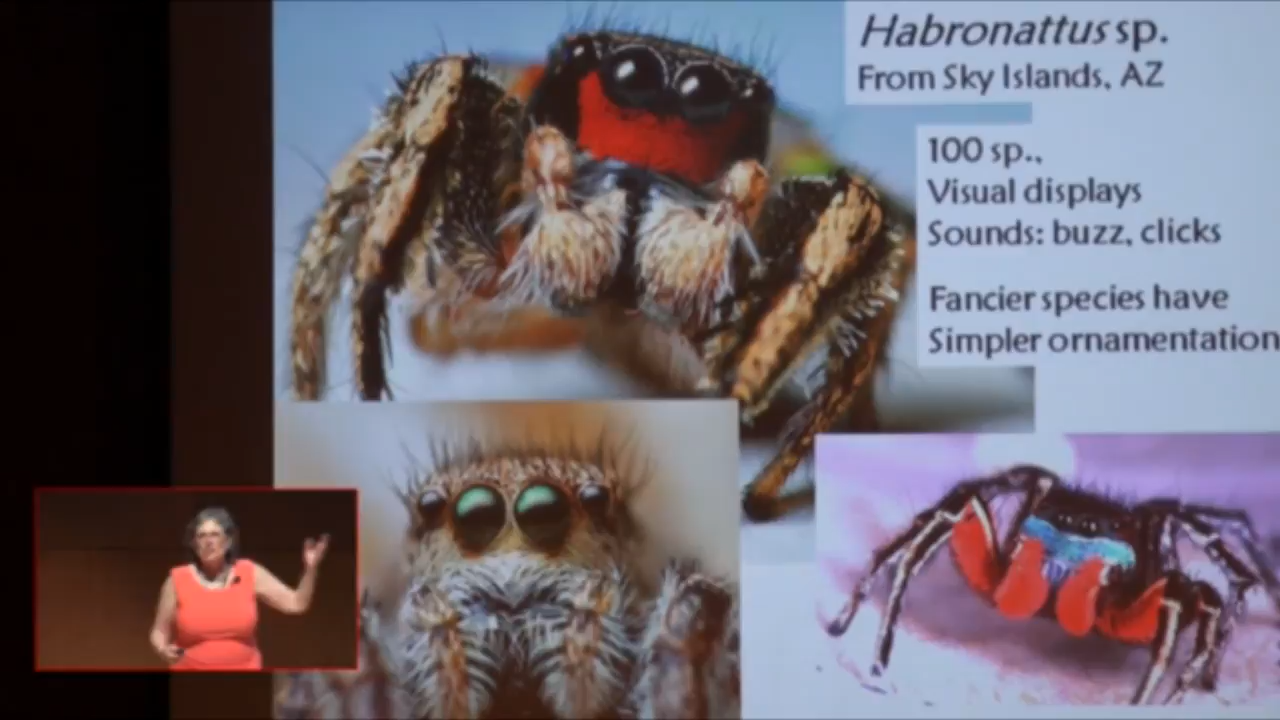 Habronattus sp.
From Sky Islands, AZ
100 sp.,
Visual displays
Sounds: buzz, clicks
Fancier species have
Simpler ornamentation